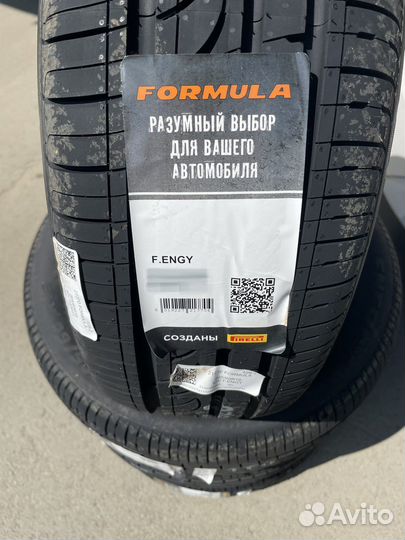 FORMULA
РАЗУМНЫЙ ВЫБОР
ДЛЯ ВАШЕГО
АВТОМОБИЛЯ
F.ENGY
СОЗДАНЫ PIRELLI
Avito